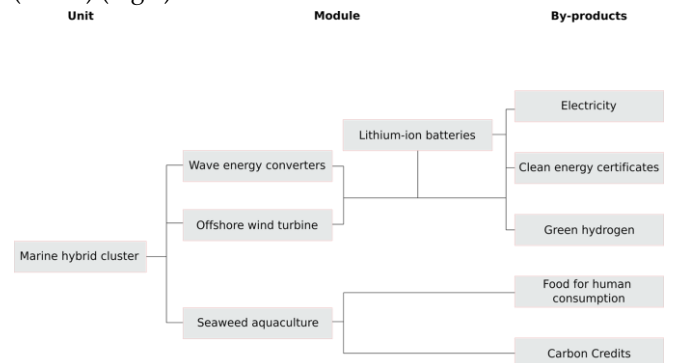 Unit Module By-products
Electricity
Lithium-ion batteries
Wave energy converters
Clean energy certificates
Offshore wind turbine
Green hydrogen
Marine hybrid cluster
Food for human
consumption
Seaweed aquaculture
Carbon Credits